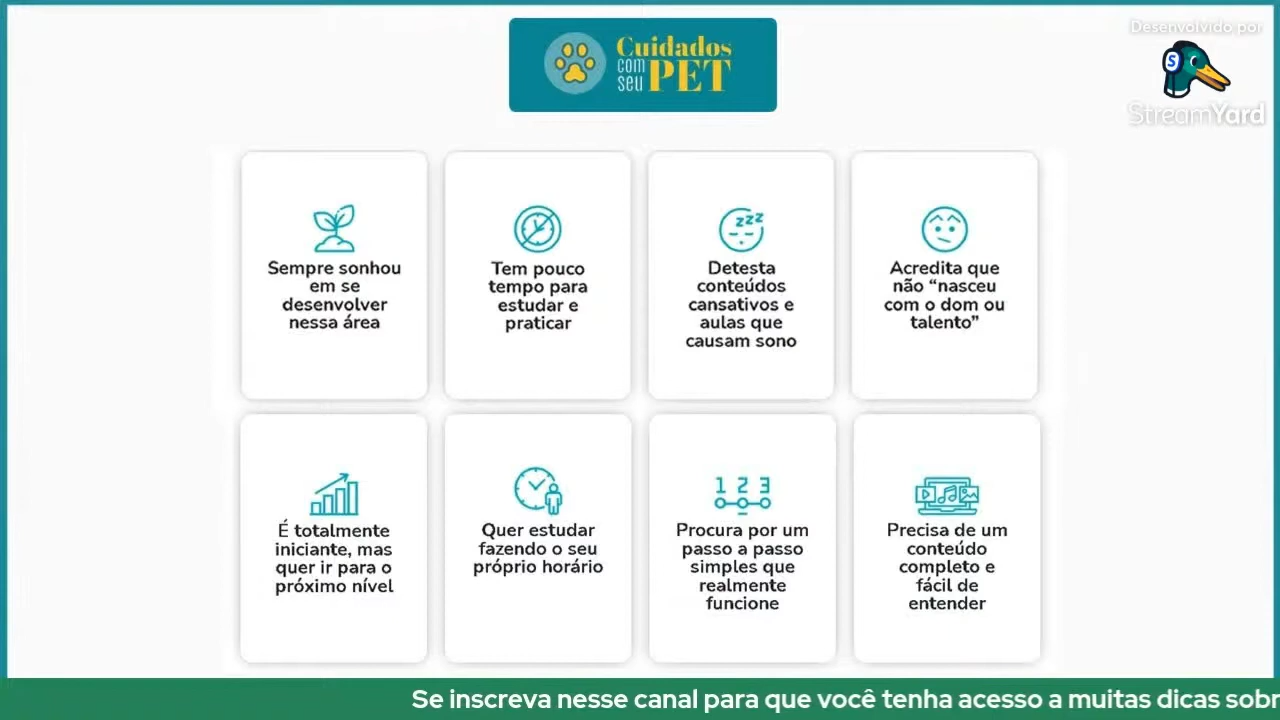 Desenvolvido por
StreamYard
Cuidados
com
seu
PET
zzz
Sempre sonhou
em se
desenvolver
nessa área
Tem pouco
tempo para
estudar e
praticar
Detesta
conteúdos
cansativos e
aulas que
causam sono
Acredita que
não “nasceu
com o dom ou
talento”
É totalmente
iniciante, mas
quer ir para o
próximo nível
Quer estudar
fazendo o seu
próprio horário
1 2 3
Procura por um
passo a passo
simples que
realmente
funcione
Precisa de um
conteúdo
completo e
fácil de
entender
Se inscreva nesse canal para que você tenha acesso a muitas dicas sobr